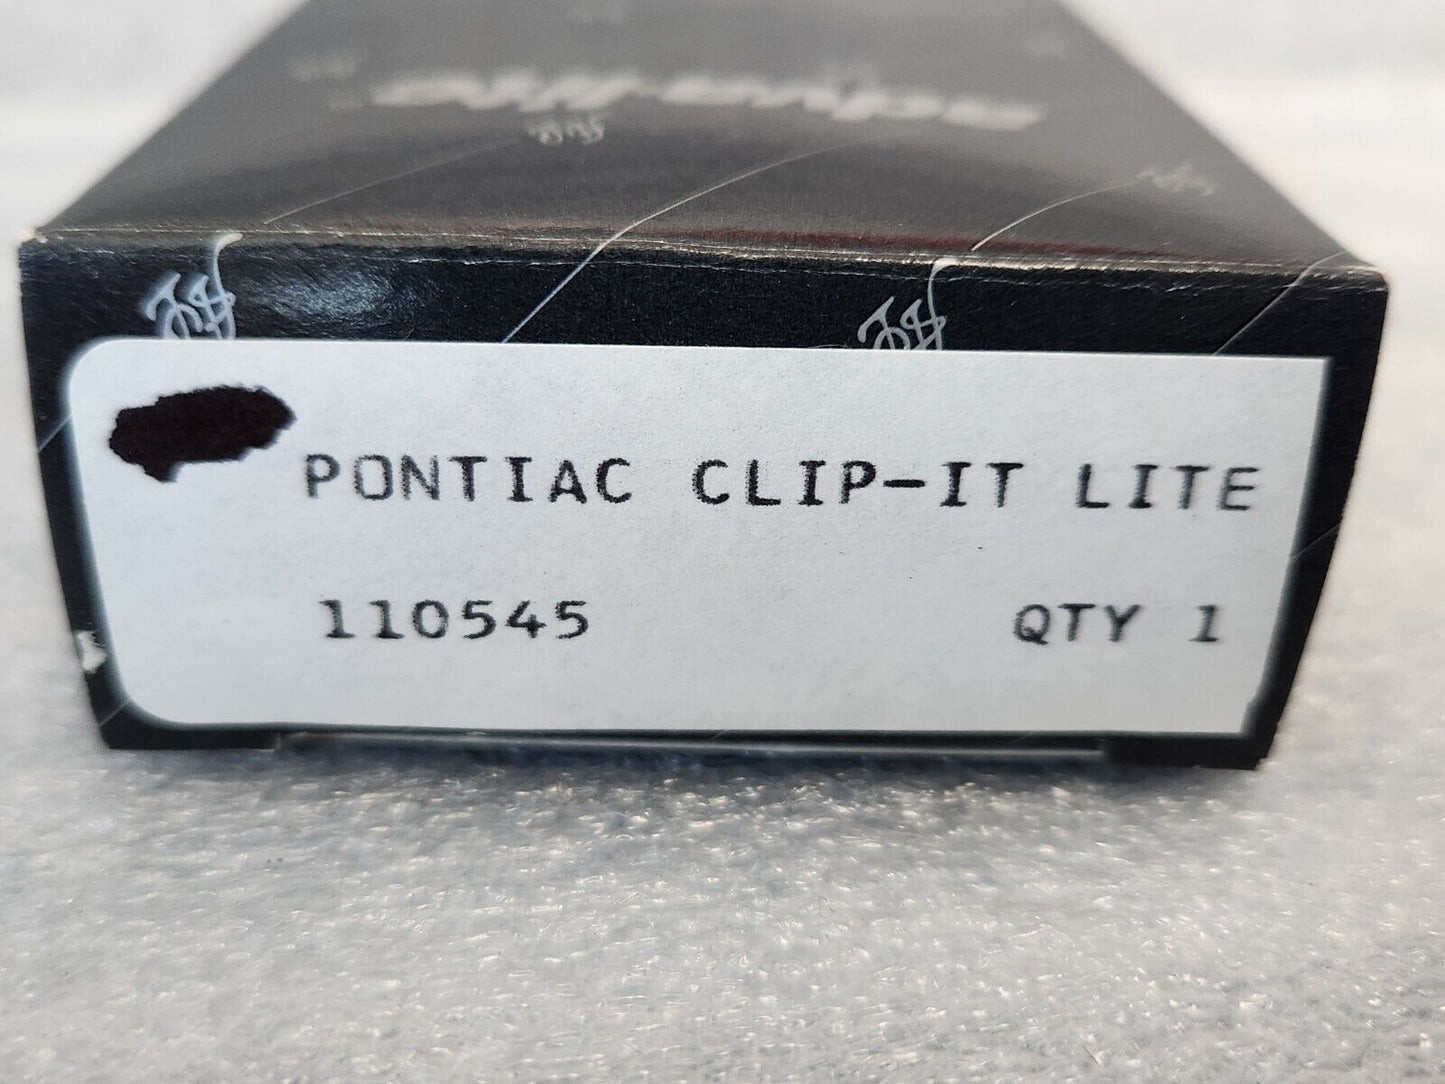 PONTIAC CLIP-IT LITE
110545 QTY 1